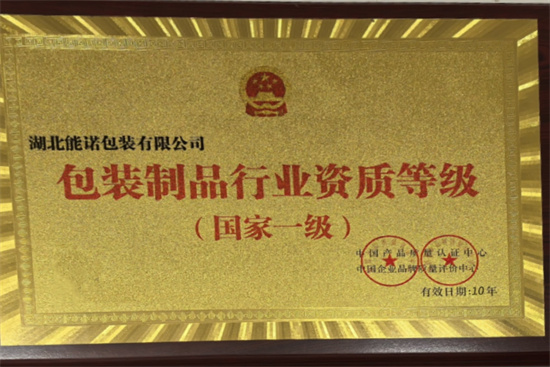 湖北能诺包装有限公司
包装制品行业资质等级
（国家一级）
中国产品质量认证中心
中国企业品牌质量评价中心
有效日期:10年